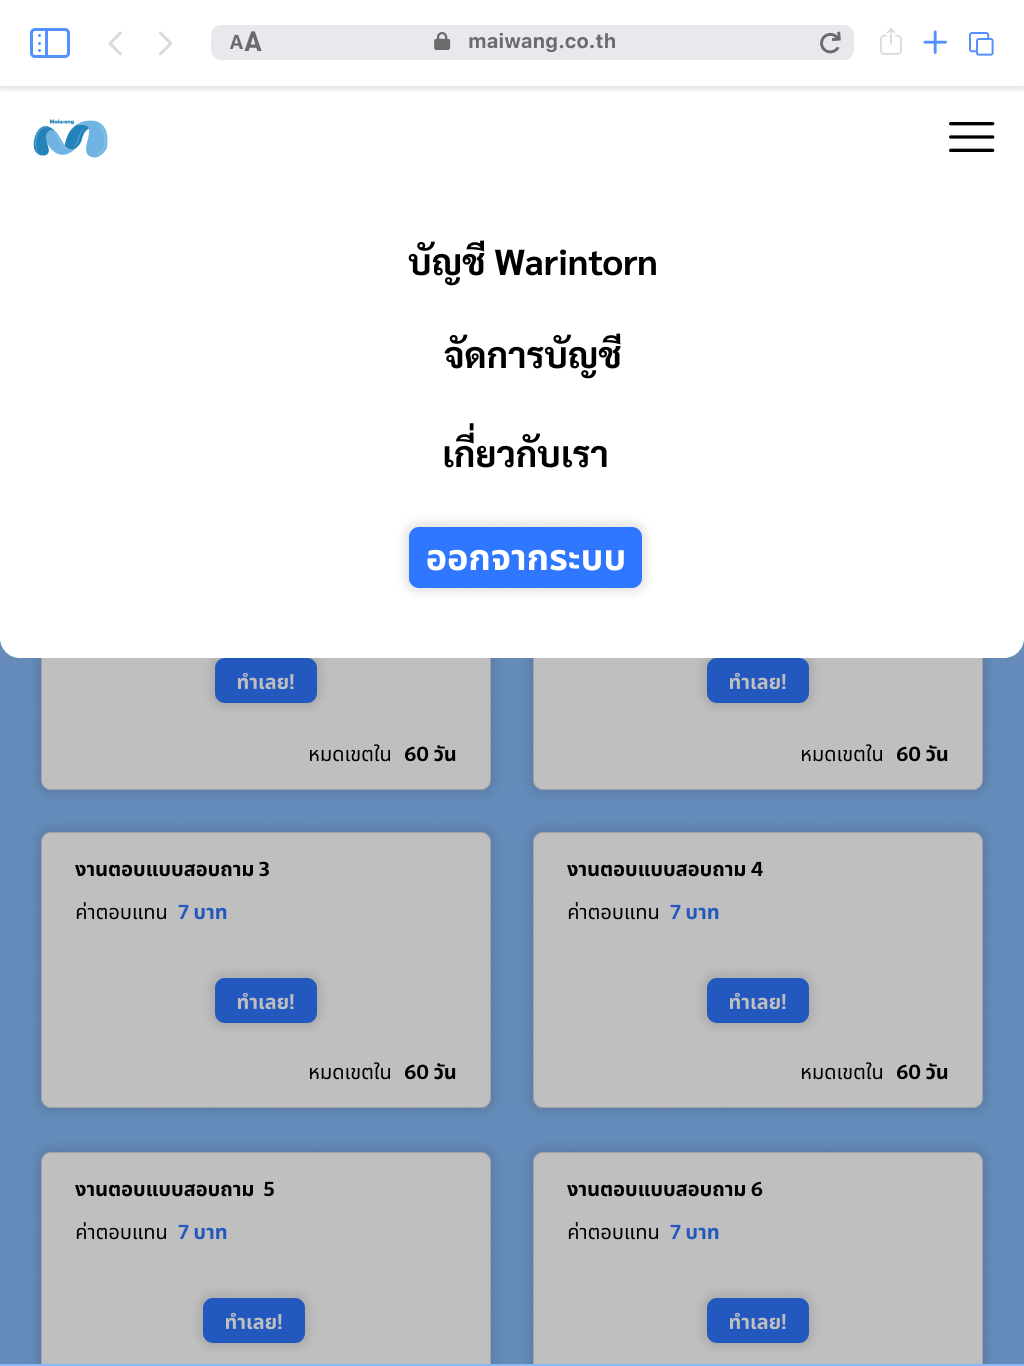 AA
maiwang.co.th
Maiwang
บัญชี Warintorn
จัดการบัญชี
เกี่ยวกับเรา
ออกจากระบบ
ทำเลย! ทำเลย!
หมดเขตใน 60 วัน หมดเขตใน 60 วัน
งานตอบแบบสอบถาม 3 งานตอบแบบสอบถาม 4
ค่าตอบแทน 7 บาท ค่าตอบแทน 7 บาท
ทำเลย! ทำเลย!
หมดเขตใน 60 วัน หมดเขตใน 60 วัน
งานตอบแบบสอบถาม 5 งานตอบแบบสอบถาม 6
ค่าตอบแทน 7 บาท ค่าตอบแทน 7 บาท
ทำเลย! ทำเลย!